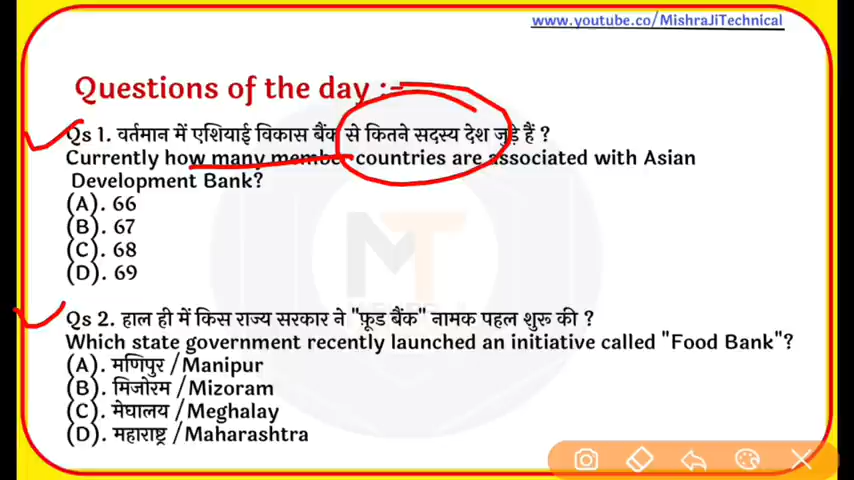 www.youtube.co/MishraJiTechnical
Questions of the day :-
Qs 1. वर्तमान में एशियाई विकास बैंक से कितने सदस्य देश जुड़े हैं ?
Currently how many member countries are associated with Asian
Development Bank?
(A). 66
(B). 67
(C). 68
(D). 69
Qs 2. हाल ही में किस राज्य सरकार ने "फ़ूड बैंक" नामक पहल शुरू की ?
Which state government recently launched an initiative called "Food Bank"?
(A). मणिपुर /Manipur
(B). मिजोरम /Mizoram
(C). मेघालय /Meghalay
(D). महाराष्ट्र /Maharashtra